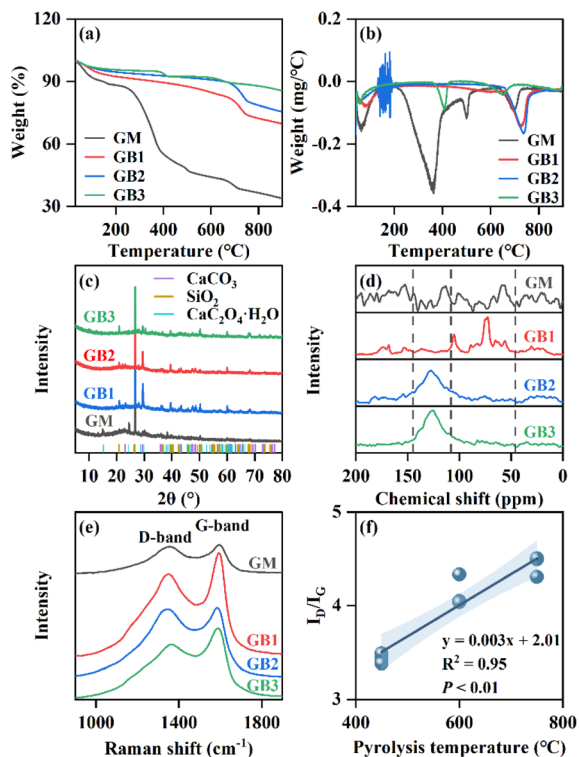 (a)
120
90
60
30
Weight (%)
GM
GB1
GB2
GB3
200 400 600 800
Temperature (°C)
(b)
0.0
-0.2
-0.4
Weight (mg/°C)
GM
GB1
GB2
GB3
200 400 600 800
Temperature (°C)
(c)
CaCO₃
SiO₂
CaC₂O₄·H₂O
GB3
GB2
GB1
GM
Intensity
10 20 30 40 50 60 70 80
2θ (°)
(d)
GM
GB1
GB2
GB3
Intensity
200 150 100 50 0
Chemical shift (ppm)
(e)
D-band
G-band
GM
GB1
GB2
GB3
Intensity
1000 1400 1800
Raman shift (cm⁻¹)
(f)
5
4
3
I_D/I_G
y = 0.003x + 2.01
R² = 0.95
P < 0.01
400 600 800
Pyrolysis temperature (°C)